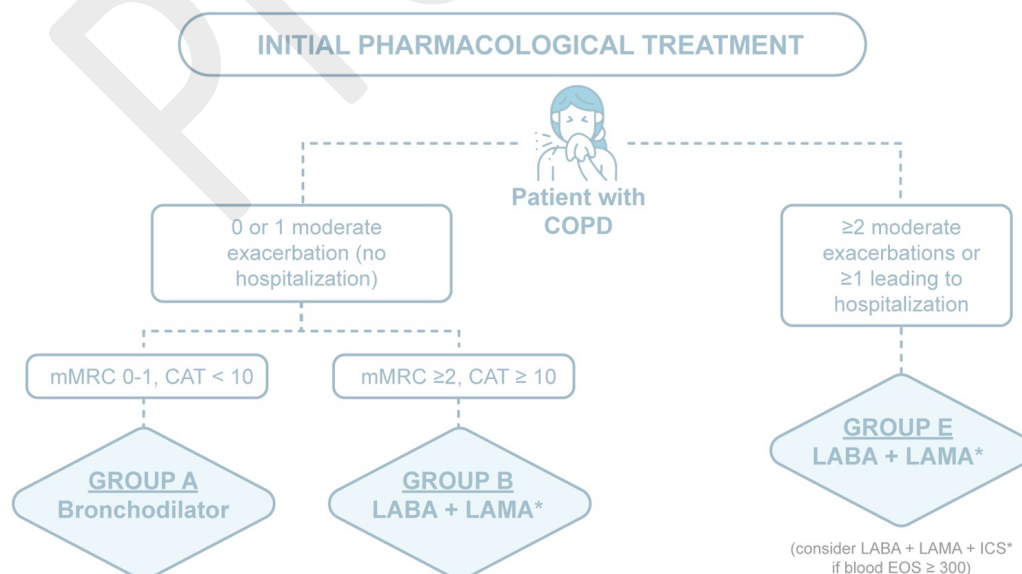 INITIAL PHARMACOLOGICAL TREATMENT
Patient with
COPD
0 or 1 moderate
exacerbation (no
hospitalization)
≥2 moderate
exacerbations or
≥1 leading to
hospitalization
mMRC 0-1, CAT < 10
mMRC ≥2, CAT ≥ 10
GROUP A
Bronchodilator
GROUP B
LABA + LAMA*
GROUP E
LABA + LAMA*
(consider LABA + LAMA + ICS*
if blood EOS ≥ 300)